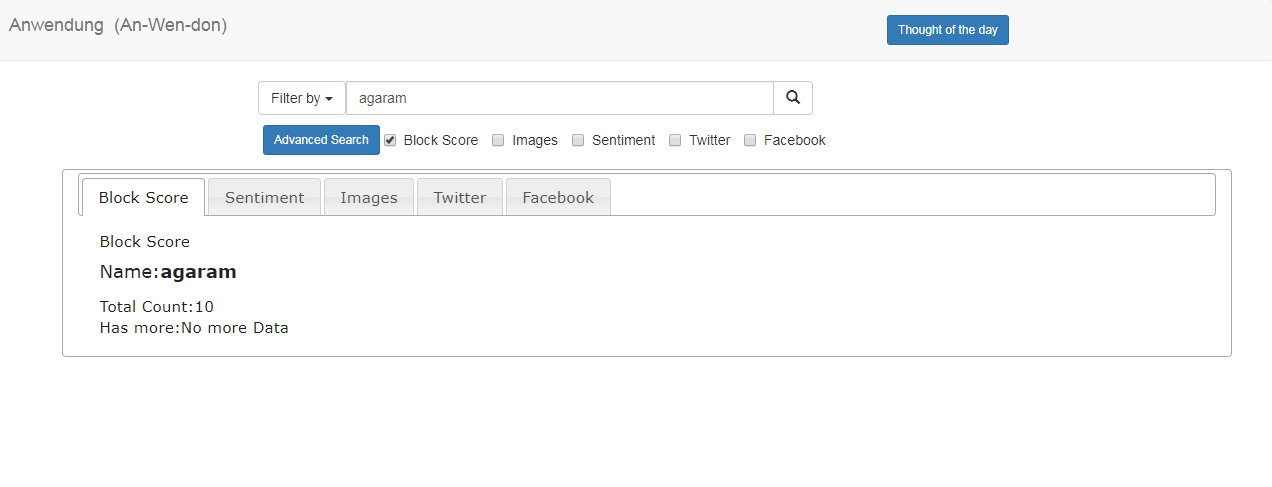 Anwendung (An-Wen-don)
Thought of the day
Filter by agaram
Advanced Search Block Score Images Sentiment Twitter Facebook
Block Score Sentiment Images Twitter Facebook
Block Score
Name:agaram
Total Count:10
Has more:No more Data